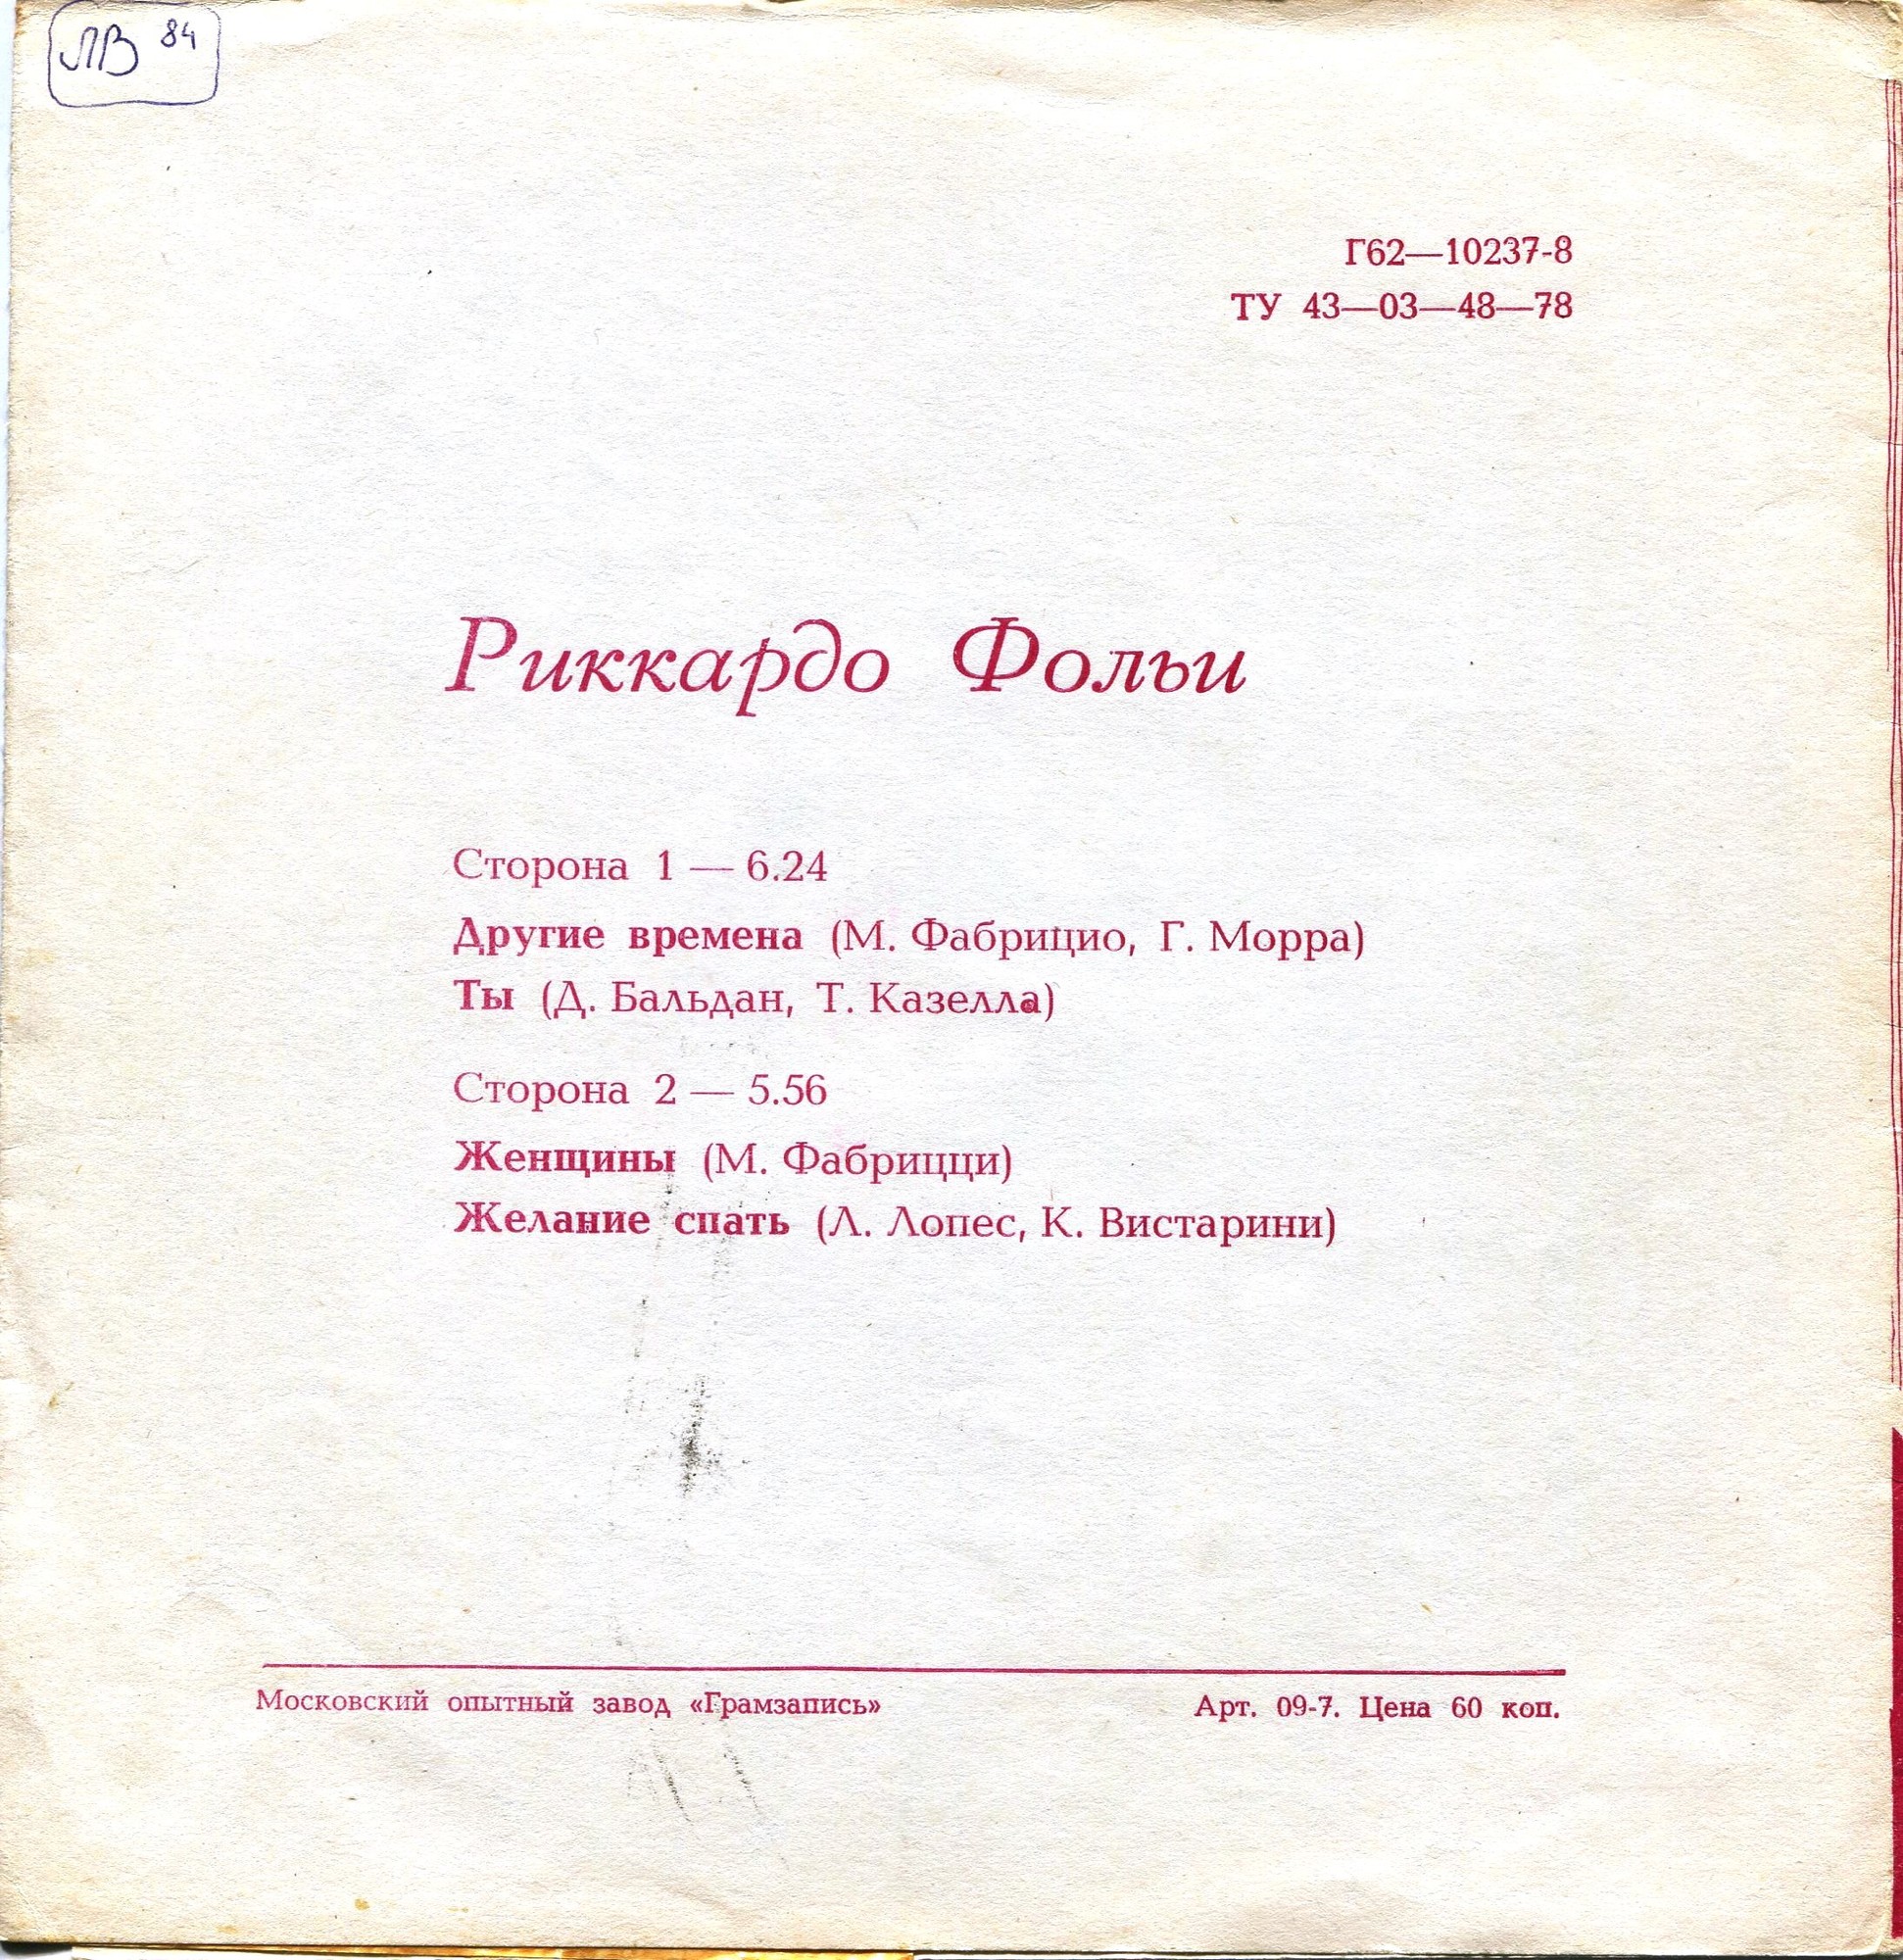 ЛВ 84
Г62—10237-8
ТУ 43—03—48—78
Риккардо Фольи
Сторона 1 — 6.24
Другие времена (М. Фабрицио, Г. Морра)
Ты (Д. Бальдан, Т. Казелла)
Сторона 2 — 5.56
Женщины (М. Фабрицци)
Желание спать (Л. Лопес, К. Вистарини)
Московский опытный завод «Грамзапись» Арт. 09-7. Цена 60 коп.